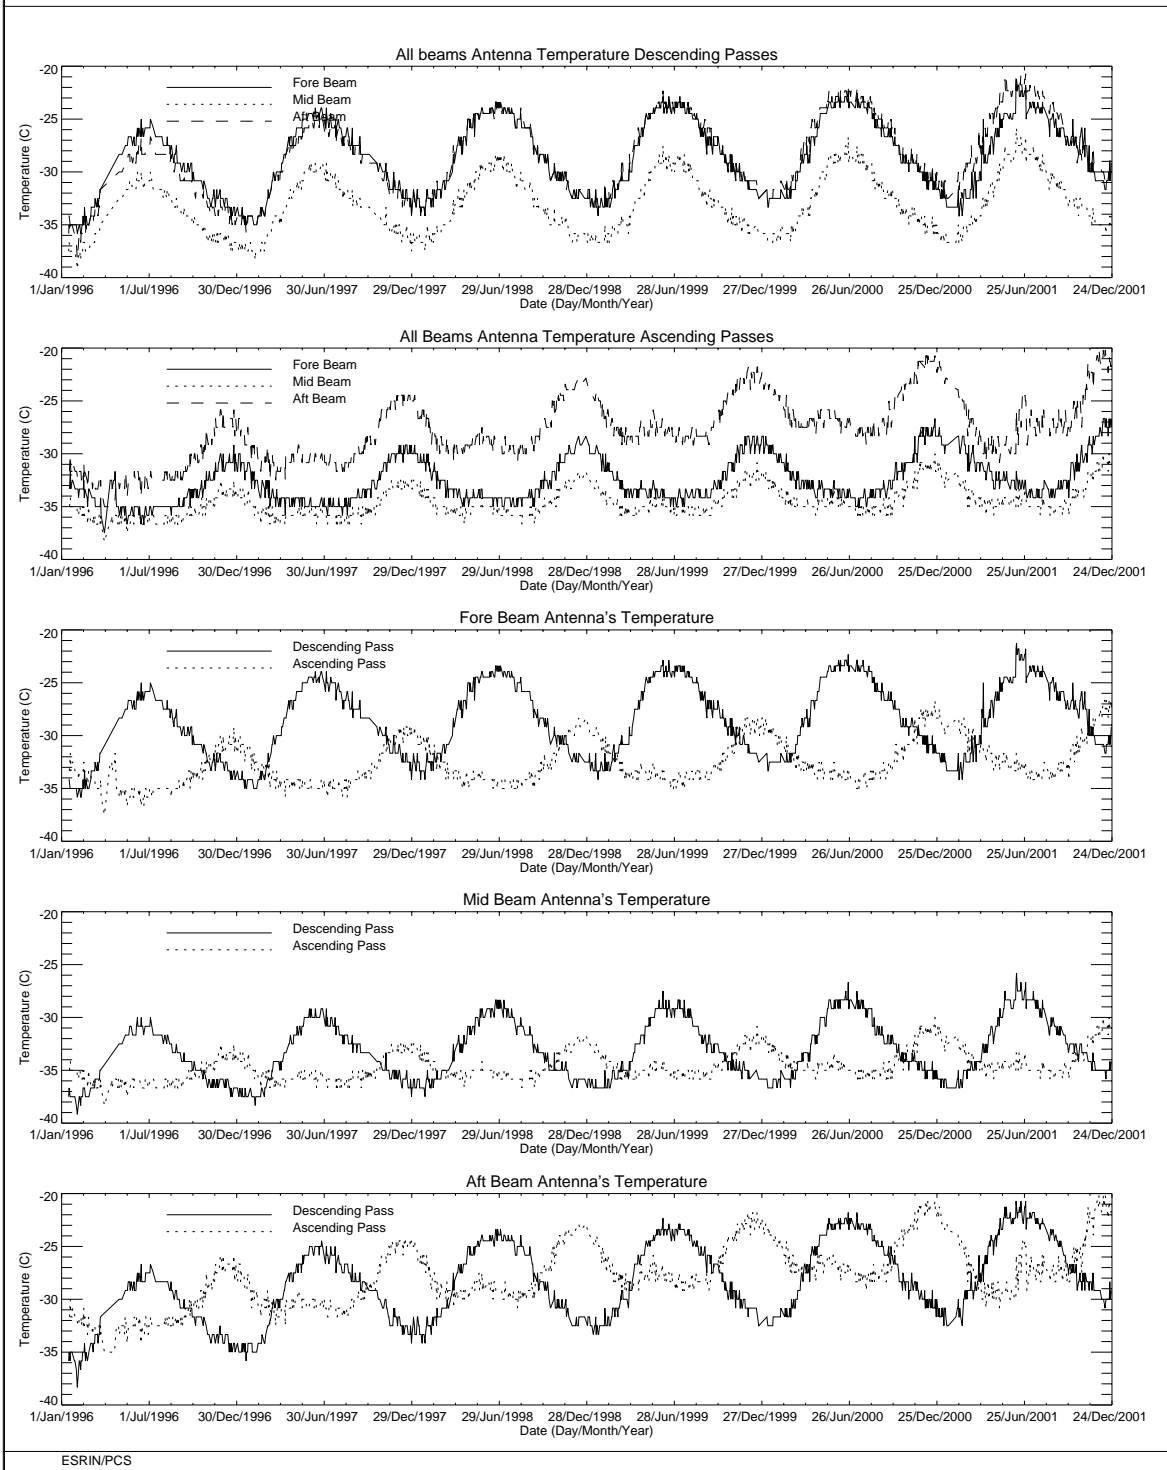 All beams Antenna Temperature Descending Passes
-20
Fore Beam
Mid Beam
Aft Beam
-25
-30
-35
-40
Temperature (C)
1/Jan/1996 1/Jul/1996 30/Dec/1996 30/Jun/1997 29/Dec/1997 29/Jun/1998 28/Dec/1998 28/Jun/1999 27/Dec/1999 26/Jun/2000 25/Dec/2000 25/Jun/2001 24/Dec/2001
Date (Day/Month/Year)
All Beams Antenna Temperature Ascending Passes
-20
Fore Beam
Mid Beam
Aft Beam
-25
-30
-35
-40
Temperature (C)
1/Jan/1996 1/Jul/1996 30/Dec/1996 30/Jun/1997 29/Dec/1997 29/Jun/1998 28/Dec/1998 28/Jun/1999 27/Dec/1999 26/Jun/2000 25/Dec/2000 25/Jun/2001 24/Dec/2001
Date (Day/Month/Year)
Fore Beam Antenna's Temperature
-20
Descending Pass
Ascending Pass
-25
-30
-35
-40
Temperature (C)
1/Jan/1996 1/Jul/1996 30/Dec/1996 30/Jun/1997 29/Dec/1997 29/Jun/1998 28/Dec/1998 28/Jun/1999 27/Dec/1999 26/Jun/2000 25/Dec/2000 25/Jun/2001 24/Dec/2001
Date (Day/Month/Year)
Mid Beam Antenna's Temperature
-20
Descending Pass
Ascending Pass
-25
-30
-35
-40
Temperature (C)
1/Jan/1996 1/Jul/1996 30/Dec/1996 30/Jun/1997 29/Dec/1997 29/Jun/1998 28/Dec/1998 28/Jun/1999 27/Dec/1999 26/Jun/2000 25/Dec/2000 25/Jun/2001 24/Dec/2001
Date (Day/Month/Year)
Aft Beam Antenna's Temperature
-20
Descending Pass
Ascending Pass
-25
-30
-35
-40
Temperature (C)
1/Jan/1996 1/Jul/1996 30/Dec/1996 30/Jun/1997 29/Dec/1997 29/Jun/1998 28/Dec/1998 28/Jun/1999 27/Dec/1999 26/Jun/2000 25/Dec/2000 25/Jun/2001 24/Dec/2001
Date (Day/Month/Year)
ESRIN/PCS